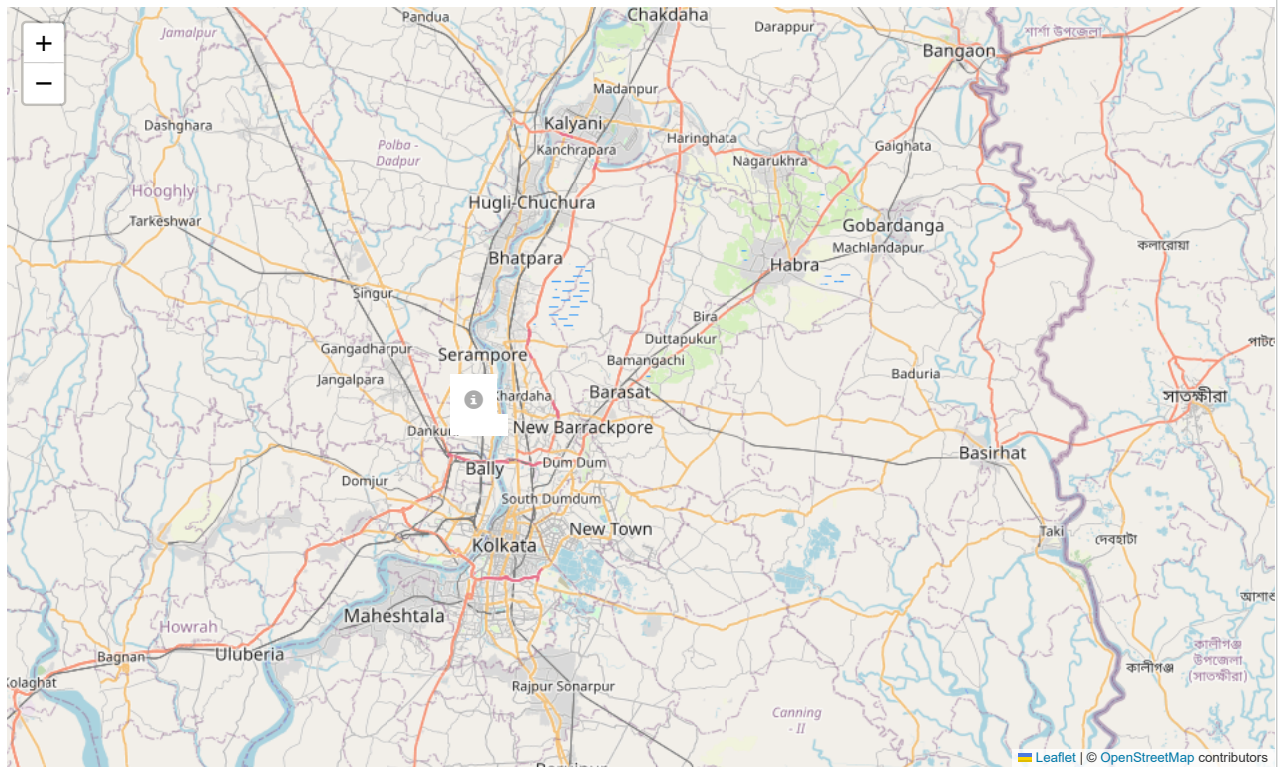 Pandua
Chakdaha
Darappur
Jamalpur
শার্শা উপজেলা
Bangaon
+
−
Madanpur
Dashghara
Kalyani
Haringhata
Polba -
Dadpur
Kanchrapara
Gaighata
Nagarukhra
Hooghly
Hugli-Chuchura
Tarkeshwar
Gobardanga
Machlandapur
কলারোয়া
Bhatpara
Habra
Singur
Bira
Duttapukur
Gangadharpur
Serampore
Bamangachi
Jangalpara
Baduria
Khardaha
Barasat
সাতক্ষীরা
New Barrackpore
Bally
Dum Dum
Basirhat
Domjur
South Dumdum
New Town
Taki
দেবহাটা
Kolkata
Maheshtala
Howrah
Uluberia
Bagnan
কালীগঞ্জ
উপজেলা
(সাতক্ষীরা)
কালীগঞ্জ
Kolaghat
Rajpur Sonarpur
Canning
- II
Leaflet | © OpenStreetMap contributors